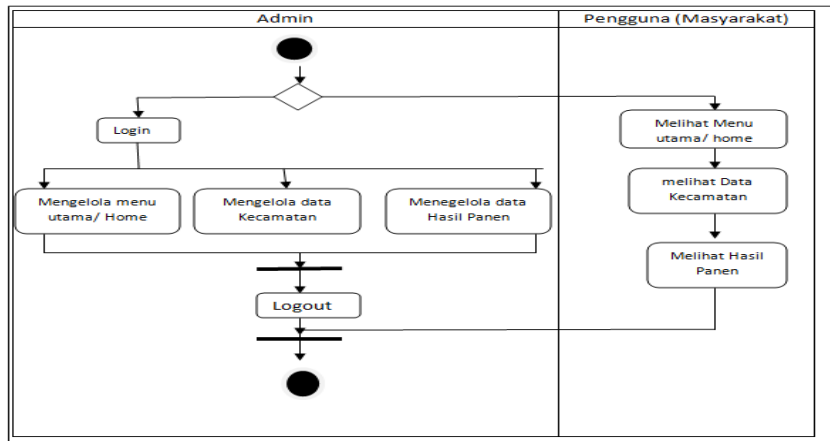 Admin
Pengguna (Masyarakat)
Login
Mengelola menu
utama/ Home
Mengelola data
Kecamatan
Menegelola data
Hasil Panen
Logout
Melihat Menu
utama/ home
melihat Data
Kecamatan
Melihat Hasil
Panen